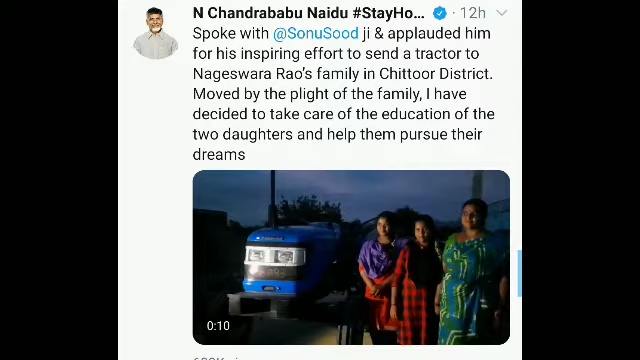 N Chandrababu Naidu #StayHo... · 12h
Spoke with @SonuSood ji & applauded him
for his inspiring effort to send a tractor to
Nageswara Rao's family in Chittoor District.
Moved by the plight of the family, I have
decided to take care of the education of the
two daughters and help them pursue their
dreams
0:10